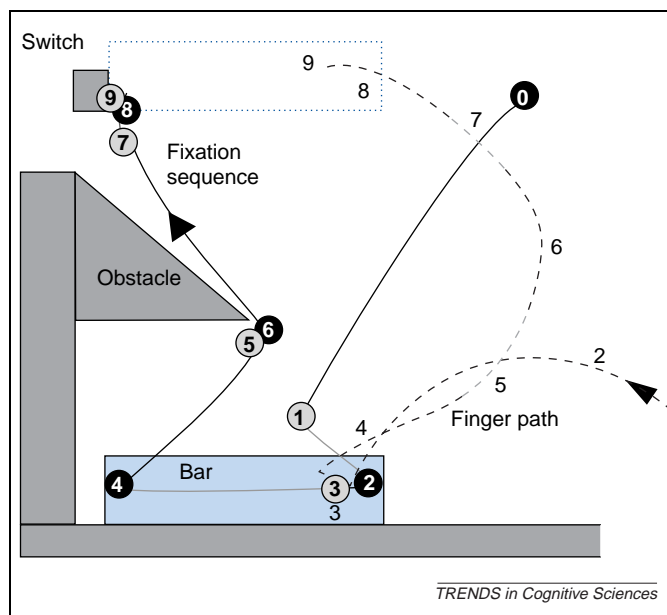 Switch
9
8
7
9
8
7
0
Fixation
sequence
6
Obstacle
6
5
5
2
1
4
Finger path
Bar
4
3
2
3
TRENDS in Cognitive Sciences